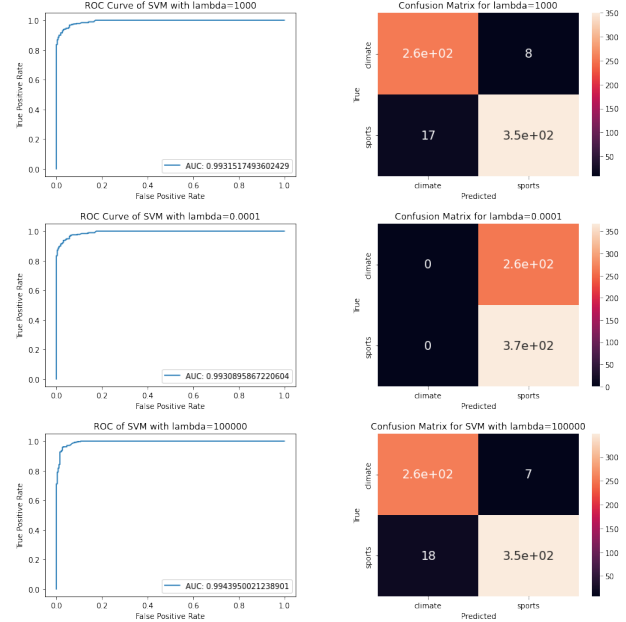 ROC Curve of SVM with lambda=1000
True Positive Rate
1.0
0.8
0.6
0.4
0.2
0.0
AUC: 0.9931517493602429
0.0 0.2 0.4 0.6 0.8 1.0
False Positive Rate
Confusion Matrix for lambda=1000
True
climate
sports
2.6e+02 8
17 3.5e+02
climate sports
Predicted
350
300
250
200
150
100
50
ROC Curve of SVM with lambda=0.0001
True Positive Rate
1.0
0.8
0.6
0.4
0.2
0.0
AUC: 0.9930895867220604
0.0 0.2 0.4 0.6 0.8 1.0
False Positive Rate
Confusion Matrix for lambda=0.0001
True
climate
sports
0 2.6e+02
0 3.7e+02
climate sports
Predicted
350
300
250
200
150
100
50
0
ROC of SVM with lambda=100000
True Positive Rate
1.0
0.8
0.6
0.4
0.2
0.0
AUC: 0.9943950021238901
0.0 0.2 0.4 0.6 0.8 1.0
False Positive Rate
Confusion Matrix for SVM with lambda=100000
True
climate
sports
2.6e+02 7
18 3.5e+02
climate sports
Predicted
300
250
200
150
100
50